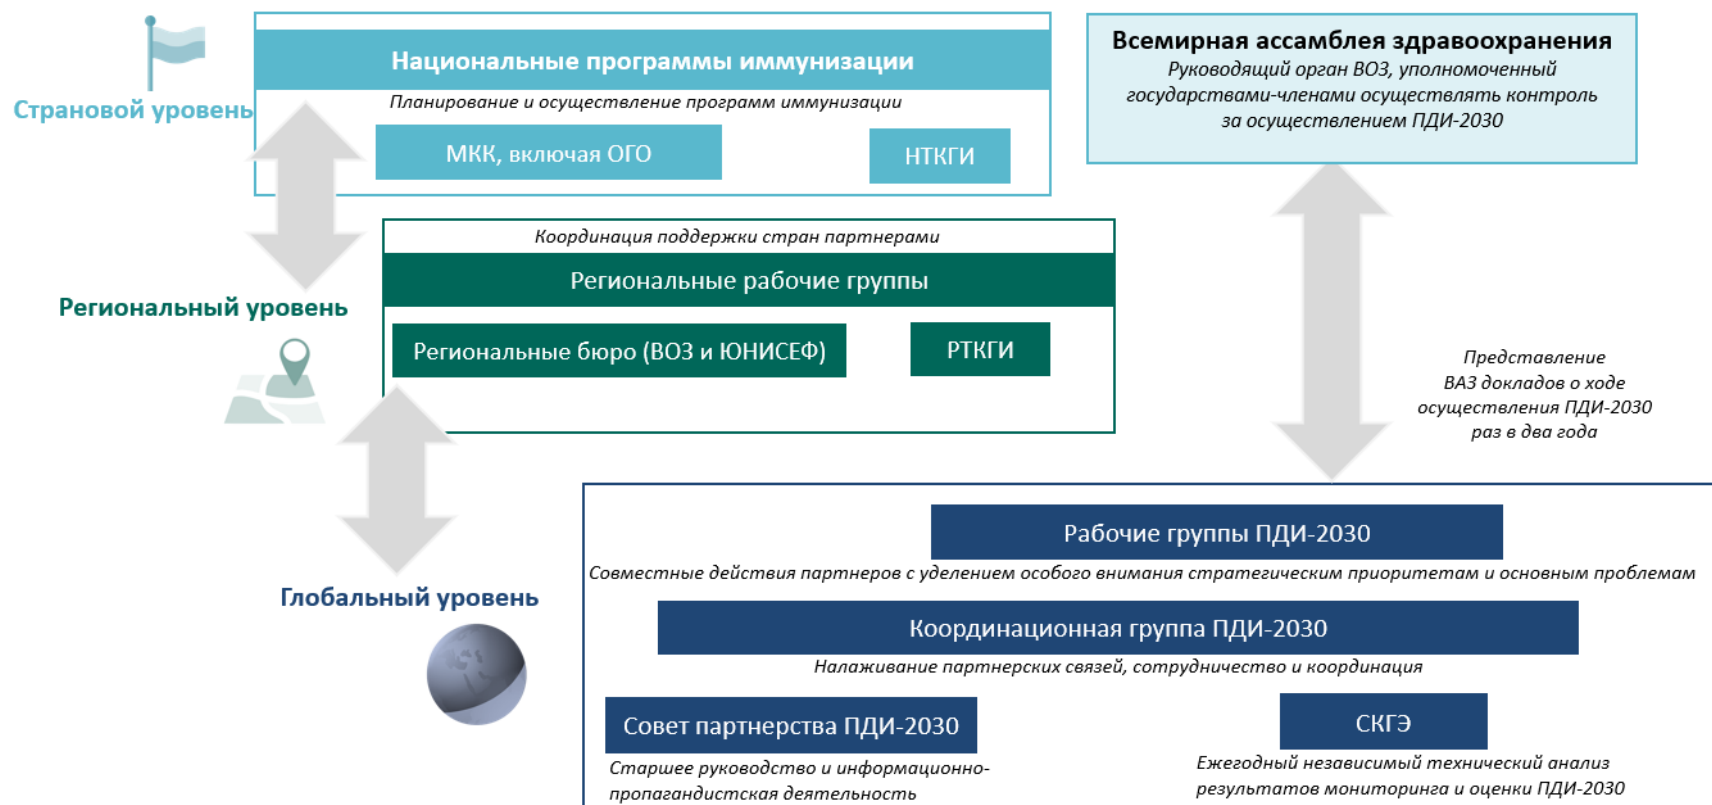 Страновой уровень
Национальные программы иммунизации
Планирование и осуществление программ иммунизации
МКК, включая ОГО
НТКГИ
Всемирная ассамблея здравоохранения
Руководящий орган ВОЗ, уполномоченный
государствами-членами осуществлять контроль
за осуществлением ПДИ-2030
Региональный уровень
Координация поддержки стран партнерами
Региональные рабочие группы
Региональные бюро (ВОЗ и ЮНИСЕФ)
РТКГИ
Представление
ВАЗ докладов о ходе
осуществления ПДИ-2030
раз в два года
Глобальный уровень
Рабочие группы ПДИ-2030
Совместные действия партнеров с уделением особого внимания стратегическим приоритетам и основным проблемам
Координационная группа ПДИ-2030
Налаживание партнерских связей, сотрудничество и координация
Совет партнерства ПДИ-2030
Старшее руководство и информационно-
пропагандистская деятельность
СКГЭ
Ежегодный независимый технический анализ
результатов мониторинга и оценки ПДИ-2030